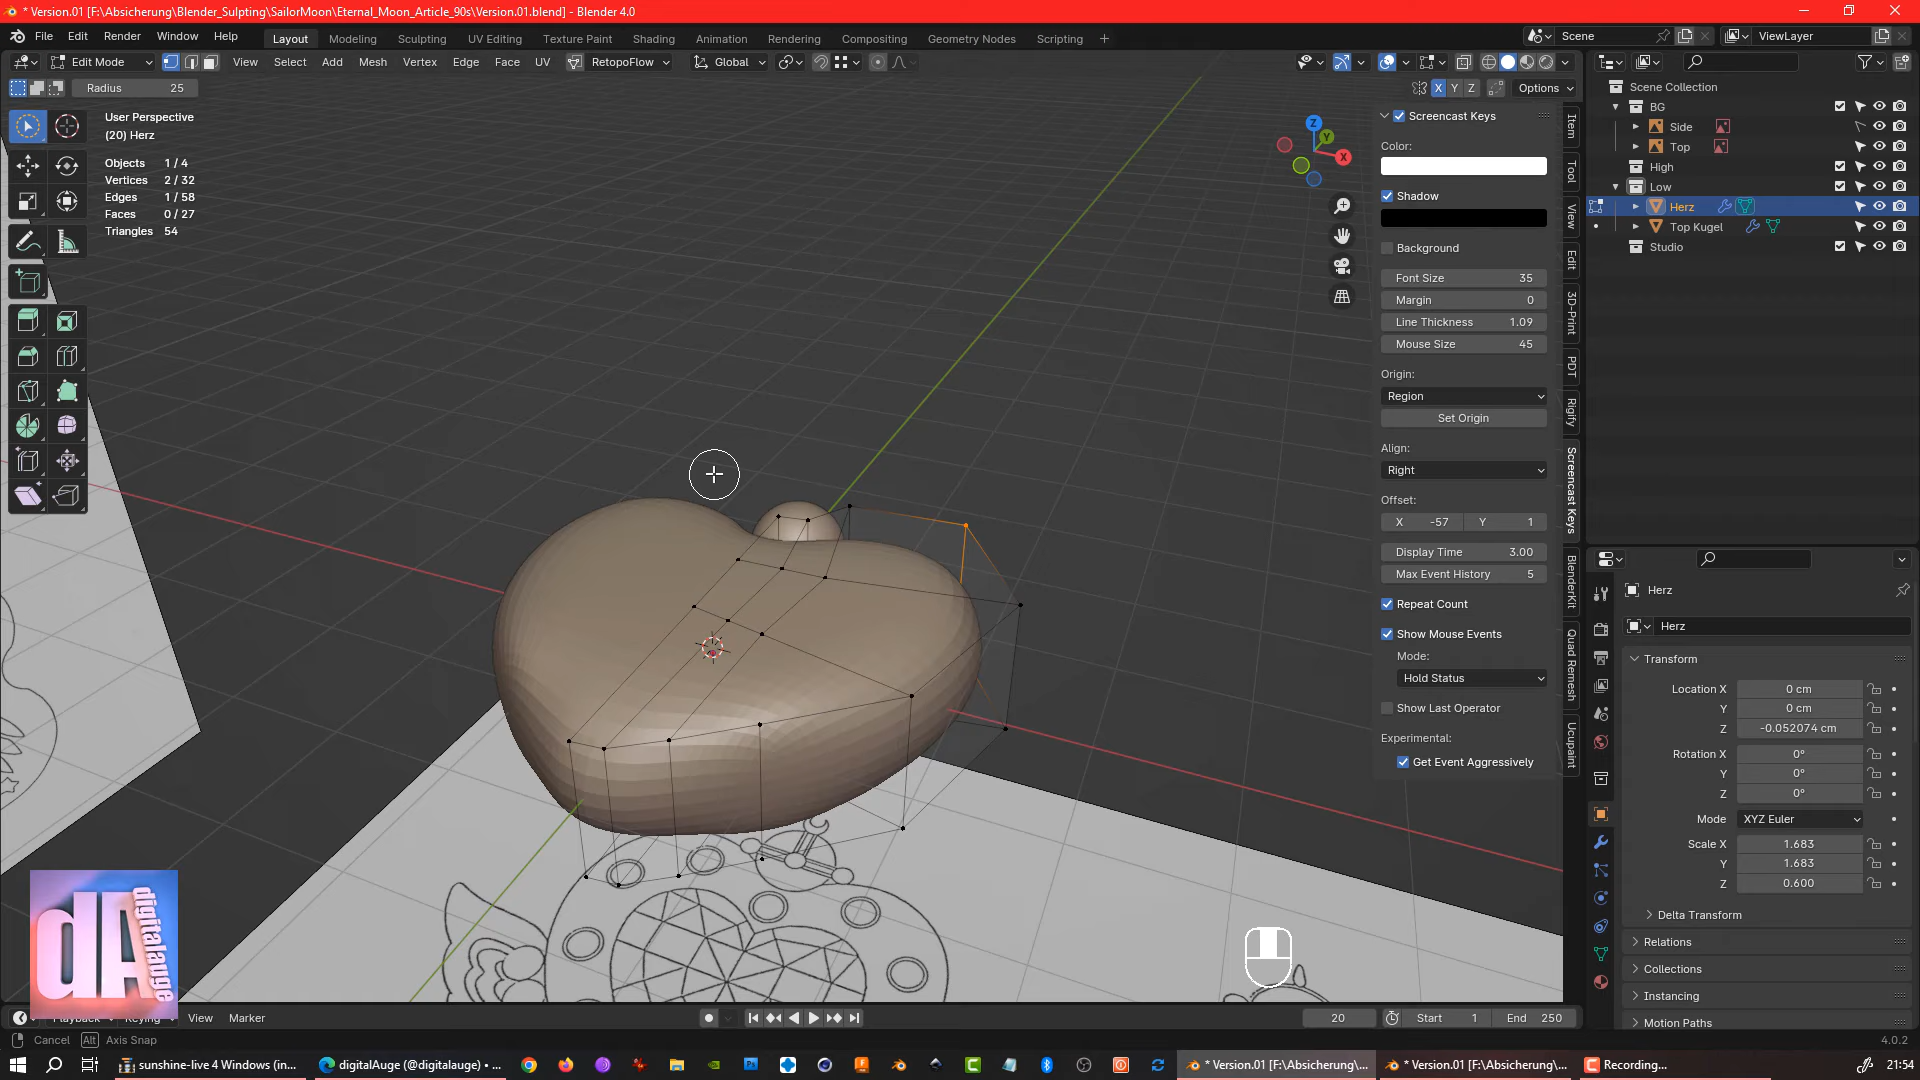 * Version.01 [F:\Absicherung\Blender_Sulpting\SailorMoon\Eternal_Moon_Article_90s\Version.01.blend] - Blender 4.0
File Edit Render Window Help
Layout Modeling Sculpting UV Editing Texture Paint Shading Animation Rendering Compositing Geometry Nodes Scripting
Scene
ViewLayer
Edit Mode View Select Add Mesh Vertex Edge Face UV RetopoFlow Global
Radius 25
X Y Z Options
User Perspective
(20) Herz
Objects 1 / 4
Vertices 2 / 32
Edges 1 / 58
Faces 0 / 27
Triangles 54
Z
Y
X
Screencast Keys
Color:
Shadow
Background
Font Size 35
Margin 0
Line Thickness 1.09
Mouse Size 45
Origin:
Region
Set Origin
Align:
Right
Offset:
X -57 Y 1
Display Time 3.00
Max Event History 5
Repeat Count
Show Mouse Events
Mode:
Hold Status
Show Last Operator
Experimental:
Get Event Aggressively
Item
Tool
View
Edit
3D-Print
PDT
Rigify
Screencast Keys
BlenderKit
Quad Remesh
Ucupaint
Scene Collection
BG
Side
Top
High
Low
Herz
Top Kugel
Studio
Herz
Herz
Transform
Location X 0 cm
Y 0 cm
Z -0.052074 cm
Rotation X 0°
Y 0°
Z 0°
Mode XYZ Euler
Scale X 1.683
Y 1.683
Z 0.600
Delta Transform
Relations
Collections
Instancing
Motion Paths
dA digitalauge
Playback Keying View Marker
20 Start 1 End 250
Cancel Alt Axis Snap
4.0.2
sunshine-live 4 Windows (in...
digitalAuge (@digitalauge) • ...
* Version.01 [F:\Absicherung\...
* Version.01 [F:\Absicherung\...
Recording...
21:54